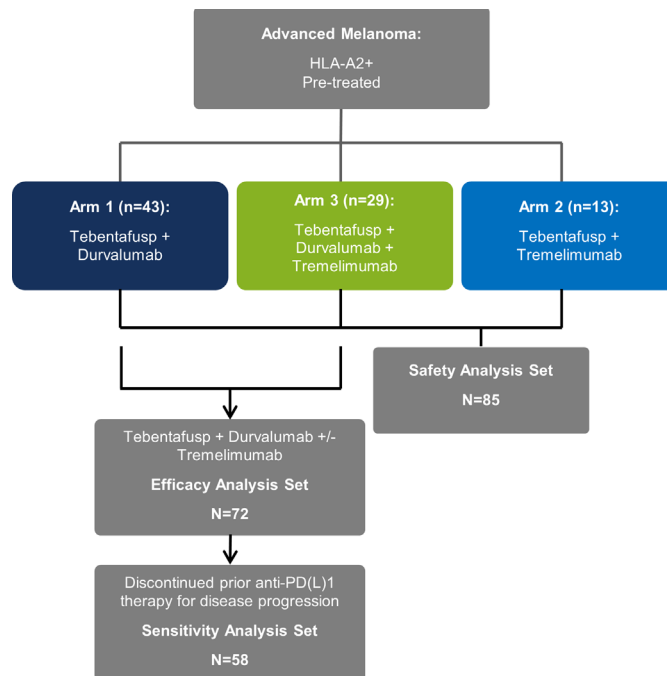 Advanced Melanoma:
HLA-A2+
Pre-treated
Arm 1 (n=43):
Tebentafusp +
Durvalumab
Arm 3 (n=29):
Tebentafusp +
Durvalumab +
Tremelimumab
Arm 2 (n=13):
Tebentafusp +
Tremelimumab
Safety Analysis Set
N=85
Tebentafusp + Durvalumab +/-
Tremelimumab
Efficacy Analysis Set
N=72
Discontinued prior anti-PD(L)1
therapy for disease progression
Sensitivity Analysis Set
N=58